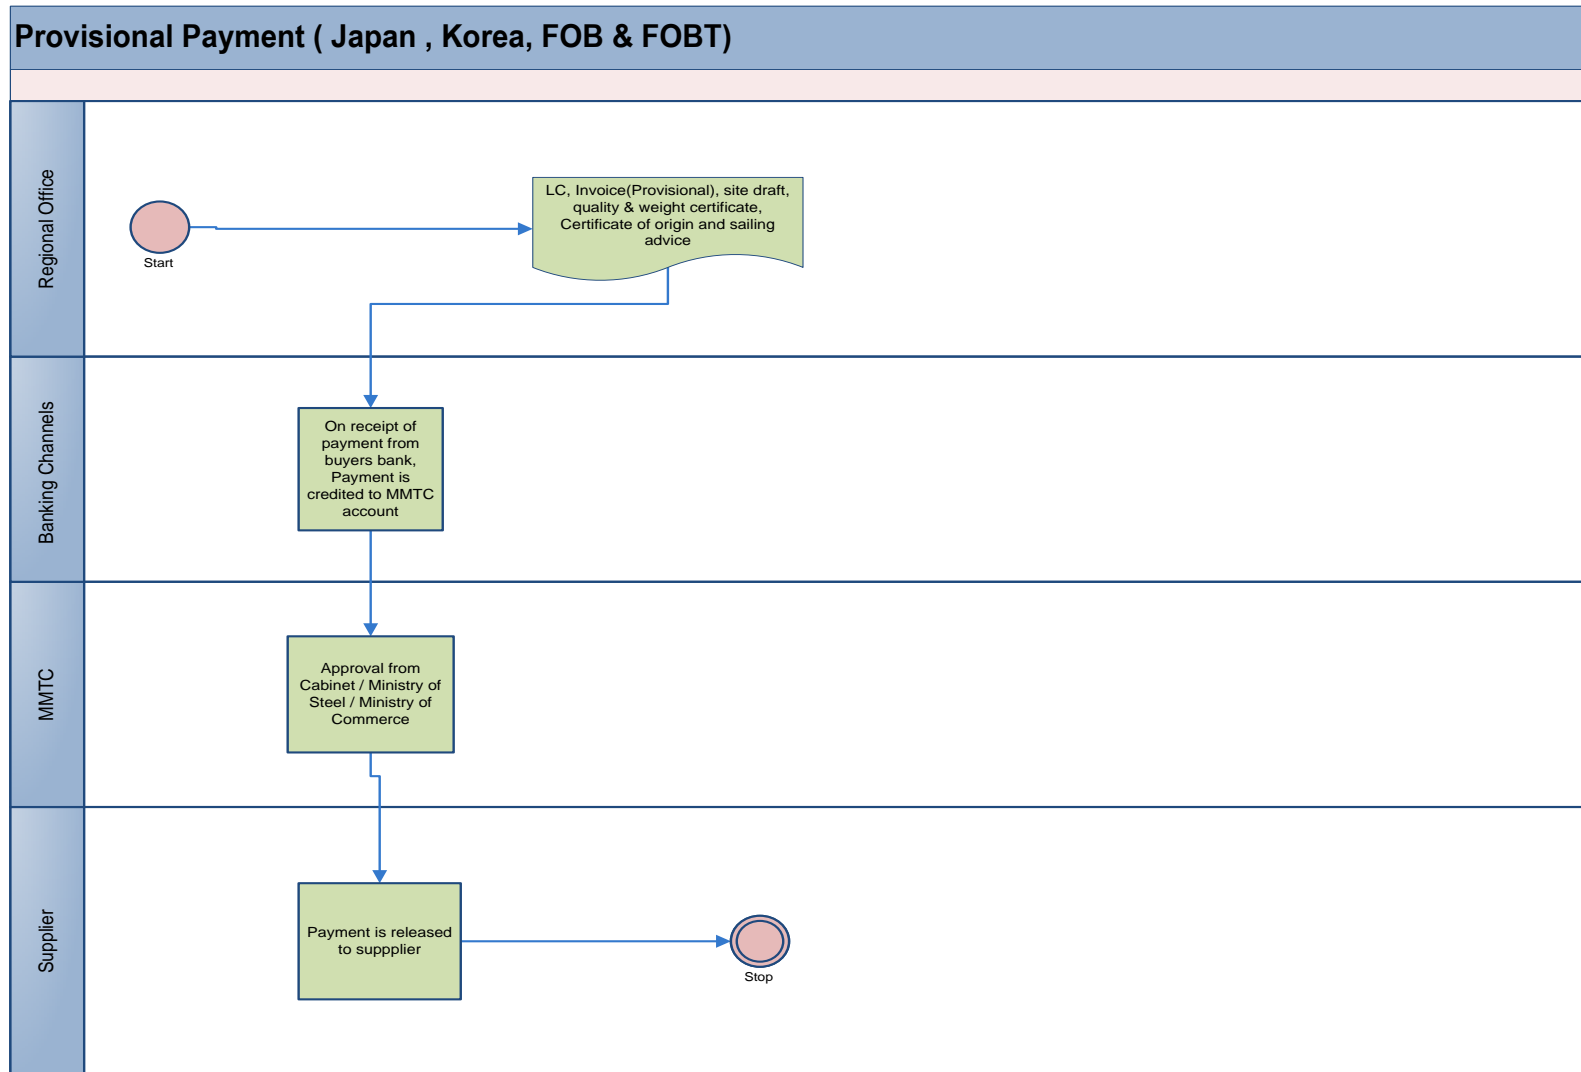 Provisional Payment ( Japan , Korea, FOB & FOBT)
Regional Office
Start
LC, Invoice(Provisional), site draft,
quality & weight certificate,
Certificate of origin and sailing
advice
Banking Channels
On receipt of
payment from
buyers bank,
Payment is
credited to MMTC
account
MMTC
Approval from
Cabinet / Ministry of
Steel / Ministry of
Commerce
Supplier
Payment is released
to suppplier
Stop